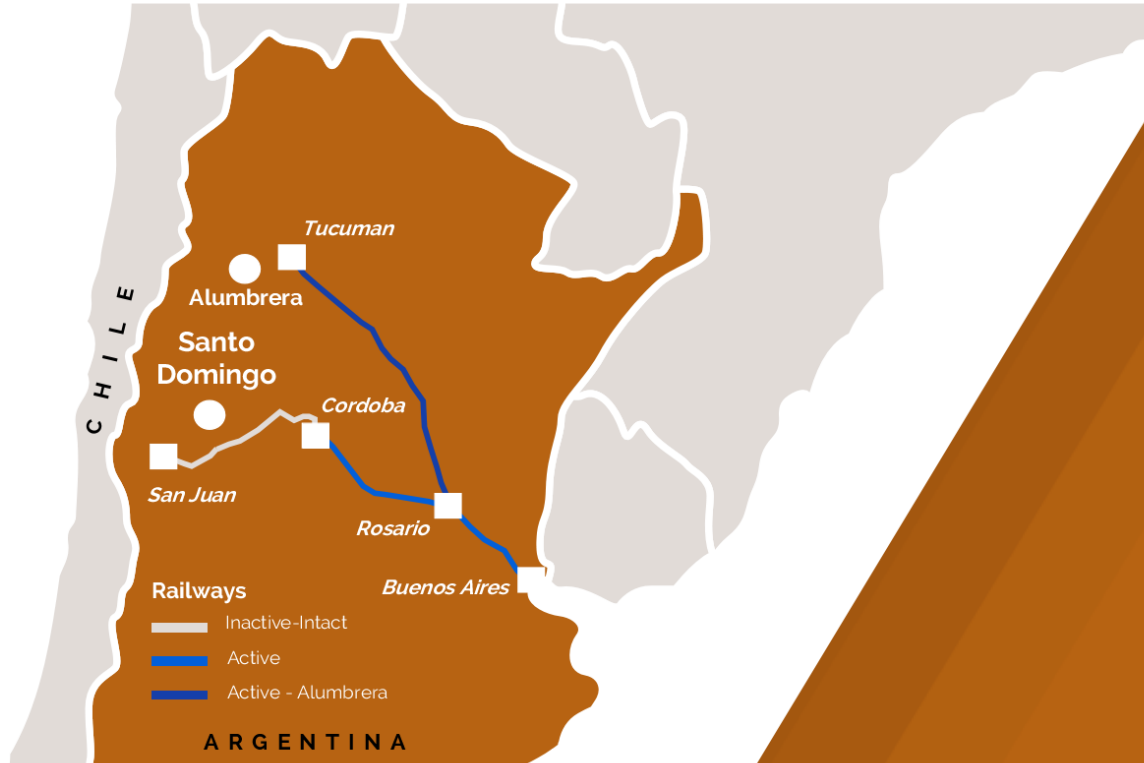 Tucuman
Alumbrera
CHILE
Santo
Domingo
Cordoba
San Juan
Rosario
Buenos Aires
Railways
Inactive-Intact
Active
Active - Alumbrera
ARGENTINA